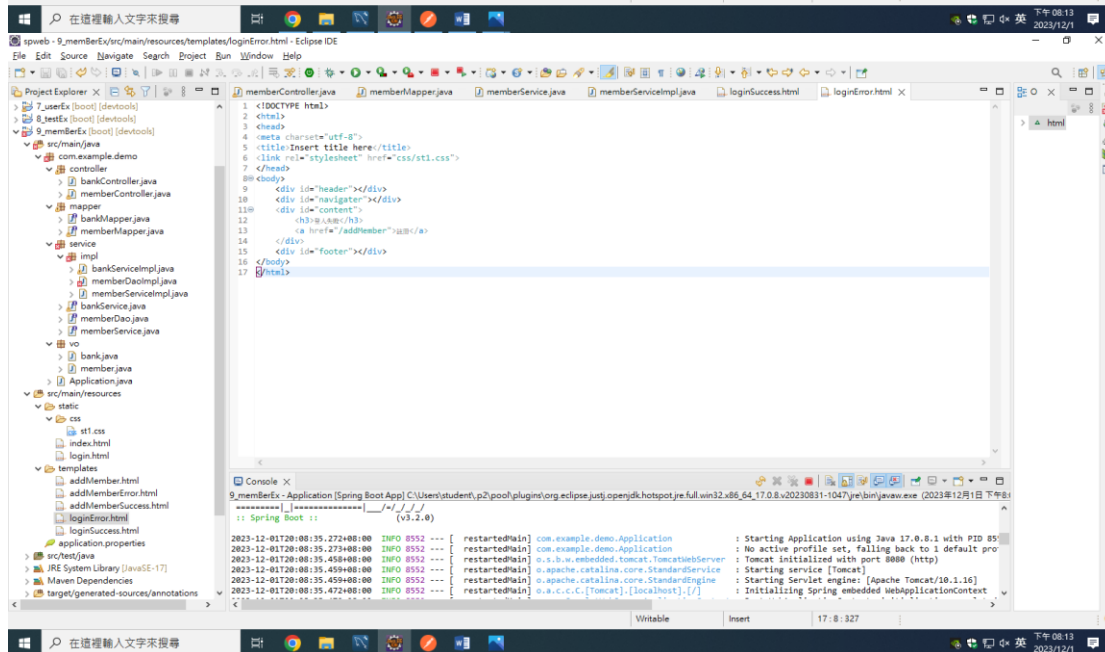 在這裡輸入文字來搜尋
英
下午 08:13
2023/12/1
spweb - 9_memBerEx/src/main/resources/templates/loginError.html - Eclipse IDE
File Edit Source Navigate Search Project Run Window Help
Project Explorer
7_userEx [boot] [devtools]
8_testEx [boot] [devtools]
9_memBerEx [boot] [devtools]
src/main/java
com.example.demo
controller
bankController.java
memberController.java
mapper
bankMapper.java
memberMapper.java
service
impl
bankServiceImpl.java
memberDaoImpl.java
memberServiceImpl.java
bankService.java
memberDao.java
memberService.java
vo
bank.java
member.java
Application.java
src/main/resources
static
css
st1.css
index.html
login.html
templates
addMember.html
addMemberError.html
addMemberSuccess.html
loginError.html
loginSuccess.html
application.properties
src/test/java
JRE System Library [JavaSE-17]
Maven Dependencies
target/generated-sources/annotations
memberController.java memberMapper.java memberService.java memberServiceImpl.java loginSuccess.html loginError.html
1 <!DOCTYPE html>
2 <html>
3 <head>
4 <meta charset="utf-8">
5 <title>Insert title here</title>
6 <link rel="stylesheet" href="css/st1.css">
7 </head>
8 <body>
9 <div id="header"></div>
10 <div id="navigater"></div>
11 <div id="content">
12 <h3>登入失敗</h3>
13 <a href="/addMember">註冊</a>
14 </div>
15 <div id="footer"></div>
16 </body>
17 </html>
html
Console
9_memBerEx - Application [Spring Boot App] C:\Users\student\.p2\pool\plugins\org.eclipse.justj.openjdk.hotspot.jre.full.win32.x86_64_17.0.8.v20230831-1047\jre\bin\javaw.exe (2023年12月1日 下午8:
=========|_|==============|___/=/_/_/_/
:: Spring Boot :: (v3.2.0)
2023-12-01T20:08:35.272+08:00 INFO 8552 --- [ restartedMain] com.example.demo.Application : Starting Application using Java 17.0.8.1 with PID 855
2023-12-01T20:08:35.273+08:00 INFO 8552 --- [ restartedMain] com.example.demo.Application : No active profile set, falling back to 1 default pro
2023-12-01T20:08:35.458+08:00 INFO 8552 --- [ restartedMain] o.s.b.w.embedded.tomcat.TomcatWebServer : Tomcat initialized with port 8080 (http)
2023-12-01T20:08:35.459+08:00 INFO 8552 --- [ restartedMain] o.apache.catalina.core.StandardService : Starting service [Tomcat]
2023-12-01T20:08:35.459+08:00 INFO 8552 --- [ restartedMain] o.apache.catalina.core.StandardEngine : Starting Servlet engine: [Apache Tomcat/10.1.16]
2023-12-01T20:08:35.472+08:00 INFO 8552 --- [ restartedMain] o.a.c.c.C.[Tomcat].[localhost].[/] : Initializing Spring embedded WebApplicationContext
Writable Insert 17 : 8 : 327
在這裡輸入文字來搜尋
英
下午 08:13
2023/12/1